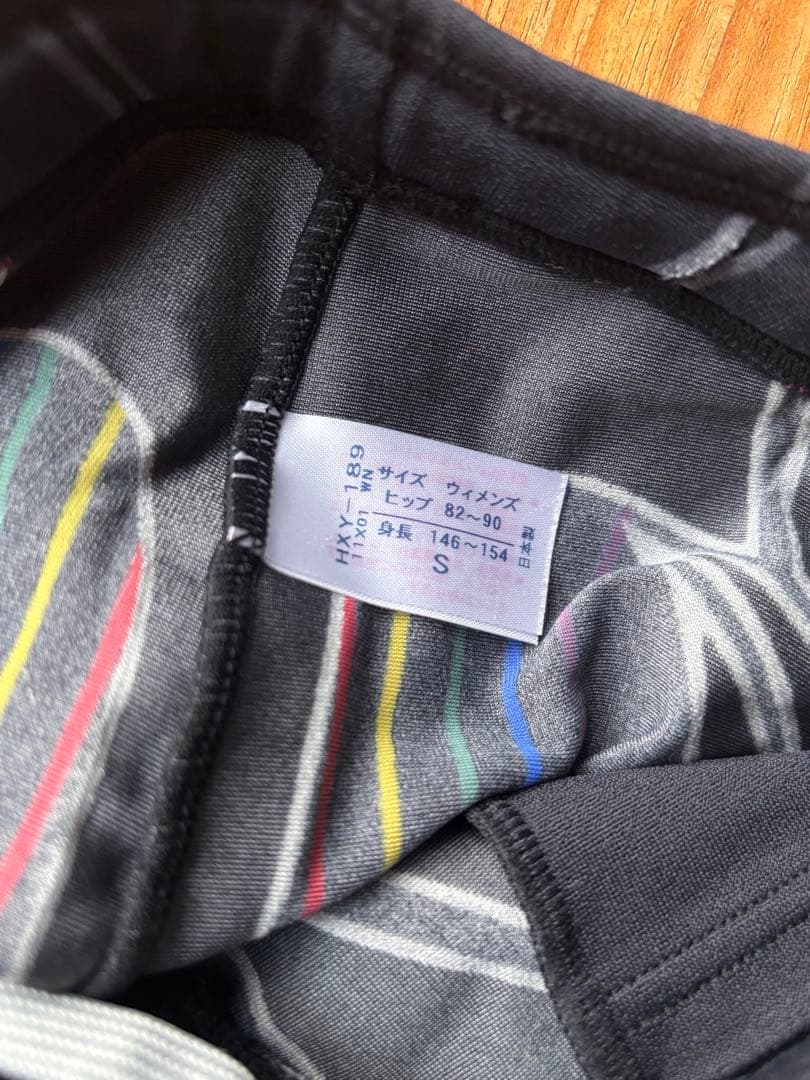 HXY-189
11X01 WN
サイズ ウィメンズ
ヒップ 82～90
身長 146～154
S
日本製